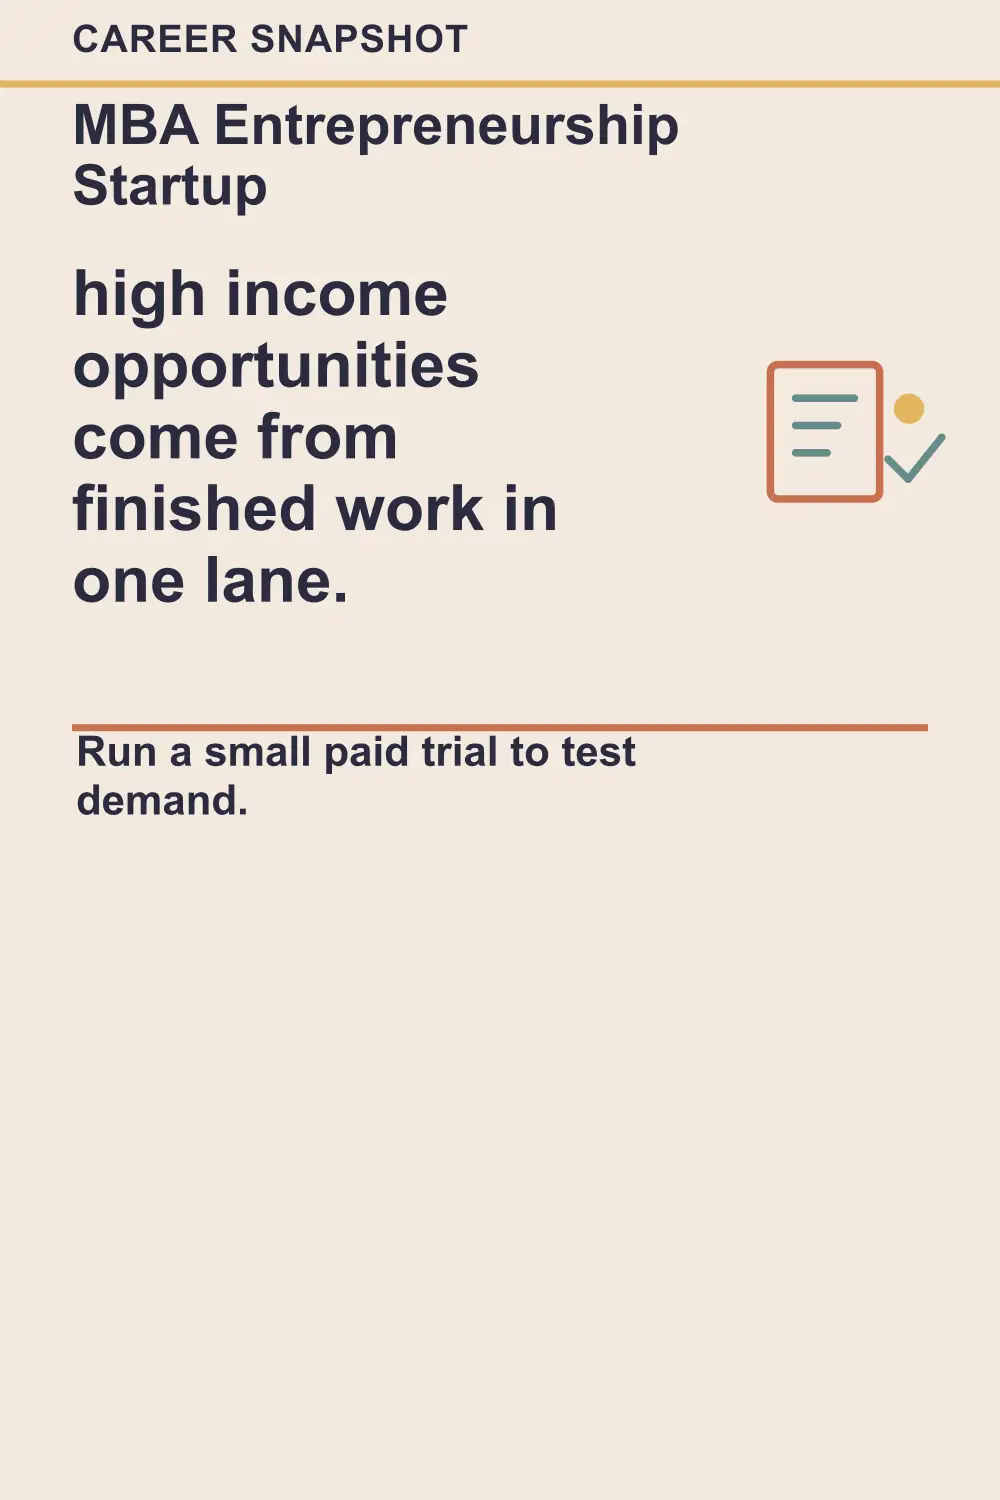 CAREER SNAPSHOT
MBA Entrepreneurship
Startup
high income
opportunities
come from
finished work in
one lane.
Run a small paid trial to test
demand.